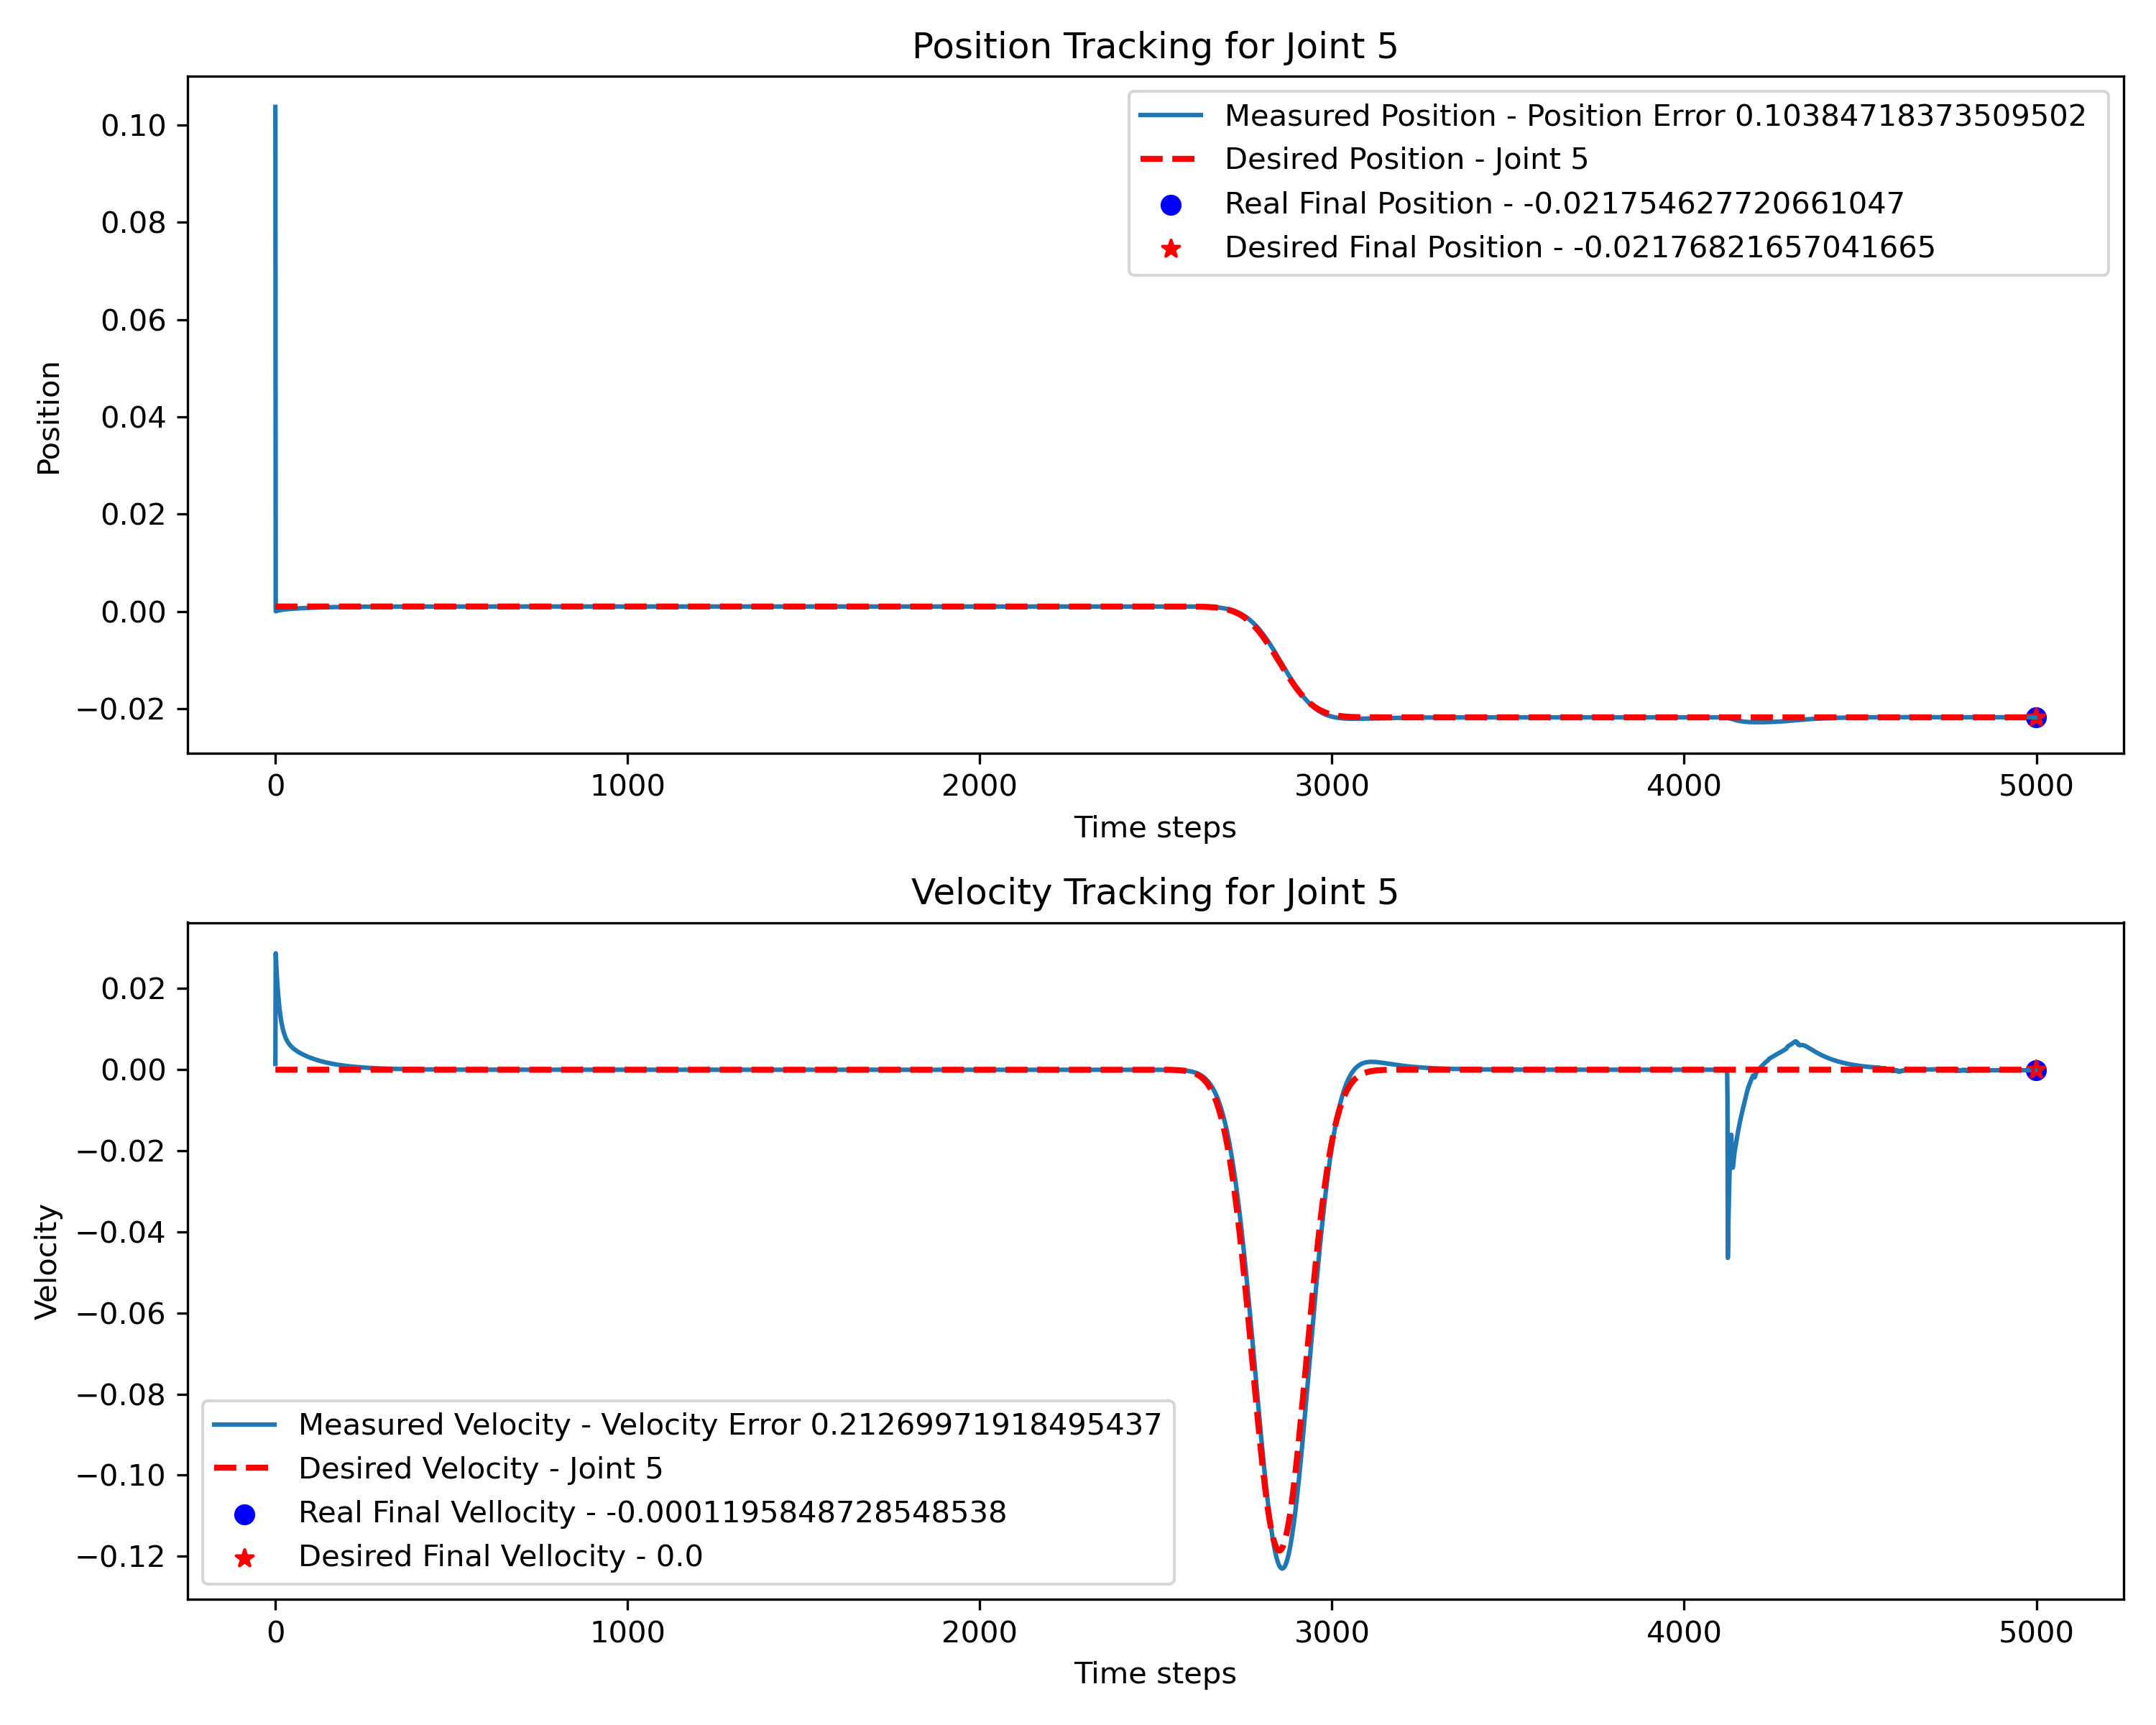 Position Tracking for Joint 5
Measured Position - Position Error 0.10384718373509502
Desired Position - Joint 5
Real Final Position - -0.021754627720661047
Desired Final Position - -0.02176821657041665
0.10
0.08
0.06
0.04
0.02
0.00
−0.02
Position
0
1000
2000
3000
4000
5000
Time steps
Velocity Tracking for Joint 5
0.02
0.00
−0.02
−0.04
−0.06
−0.08
−0.10
−0.12
Velocity
Measured Velocity - Velocity Error 0.21269971918495437
Desired Velocity - Joint 5
Real Final Vellocity - -0.0001195848728548538
Desired Final Vellocity - 0.0
0
1000
2000
3000
4000
5000
Time steps